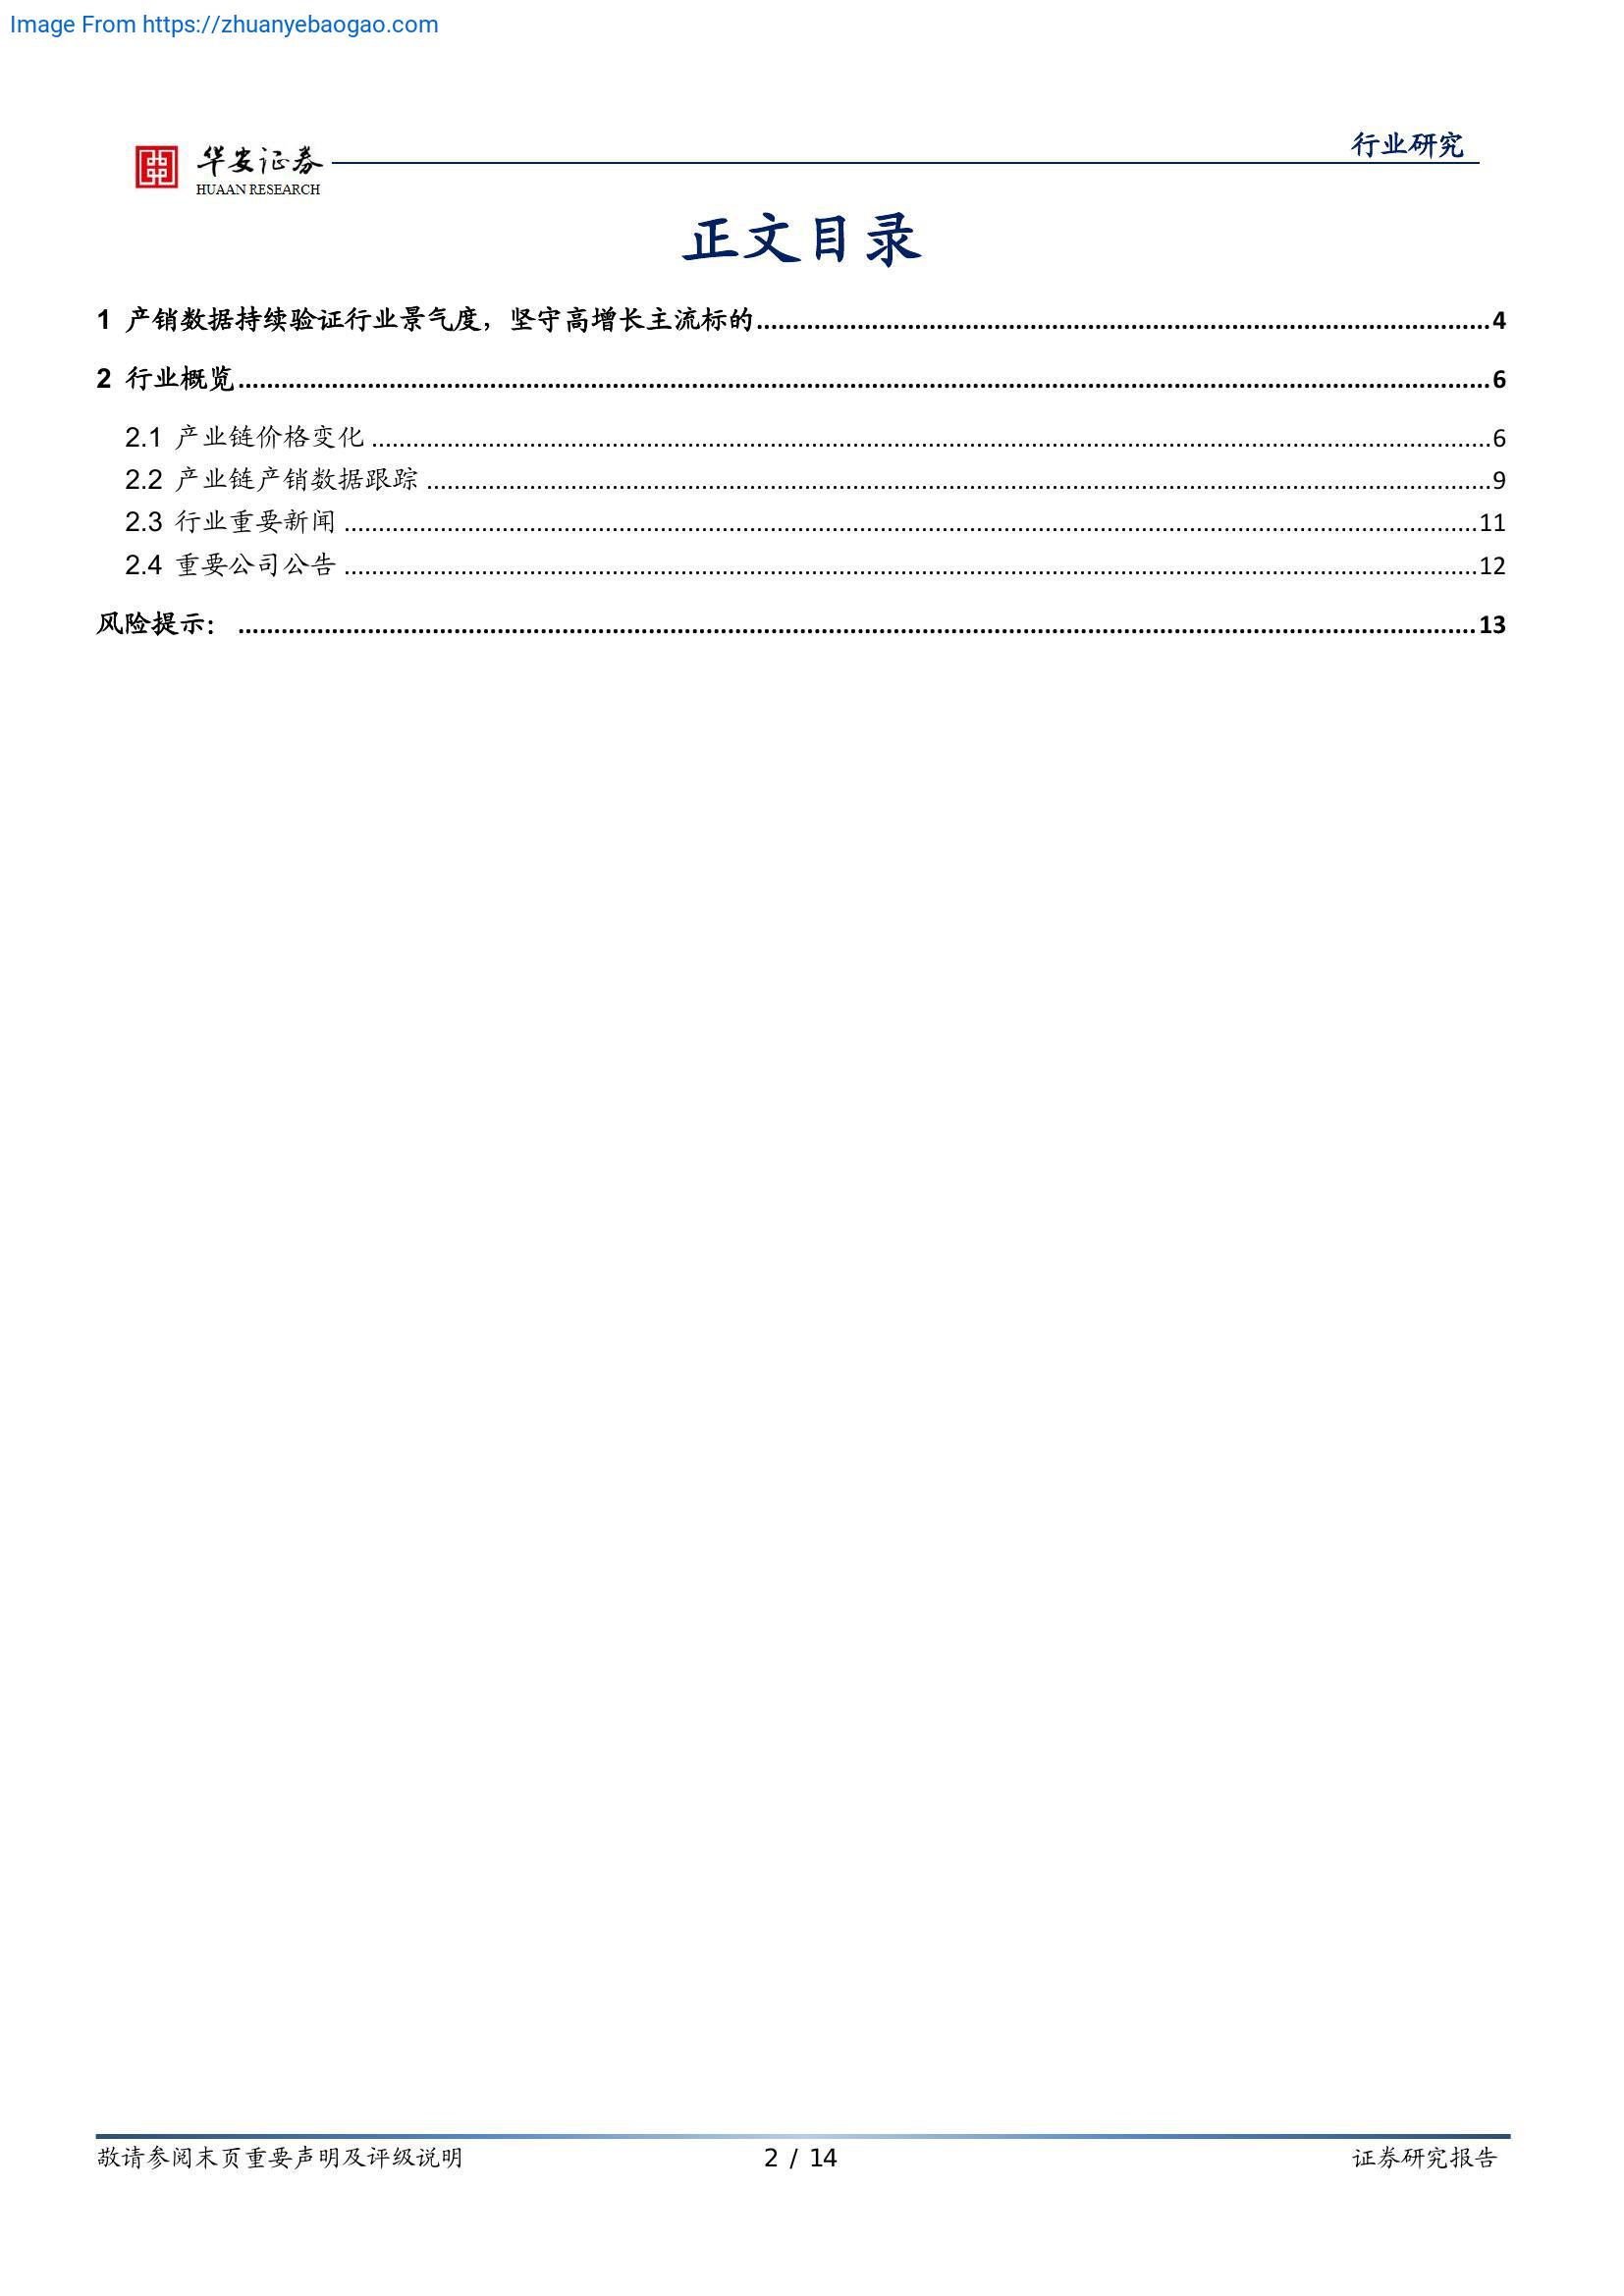 Image From https://zhuanyebaogao.com
行业研究
华安证券
HUAAN RESEARCH
正文目录
1 产销数据持续验证行业景气度，坚守高增长主流标的 4
2 行业概览 6
2.1 产业链价格变化 6
2.2 产业链产销数据跟踪 9
2.3 行业重要新闻 11
2.4 重要公司公告 12
风险提示： 13
敬请参阅末页重要声明及评级说明 2 / 14 证券研究报告